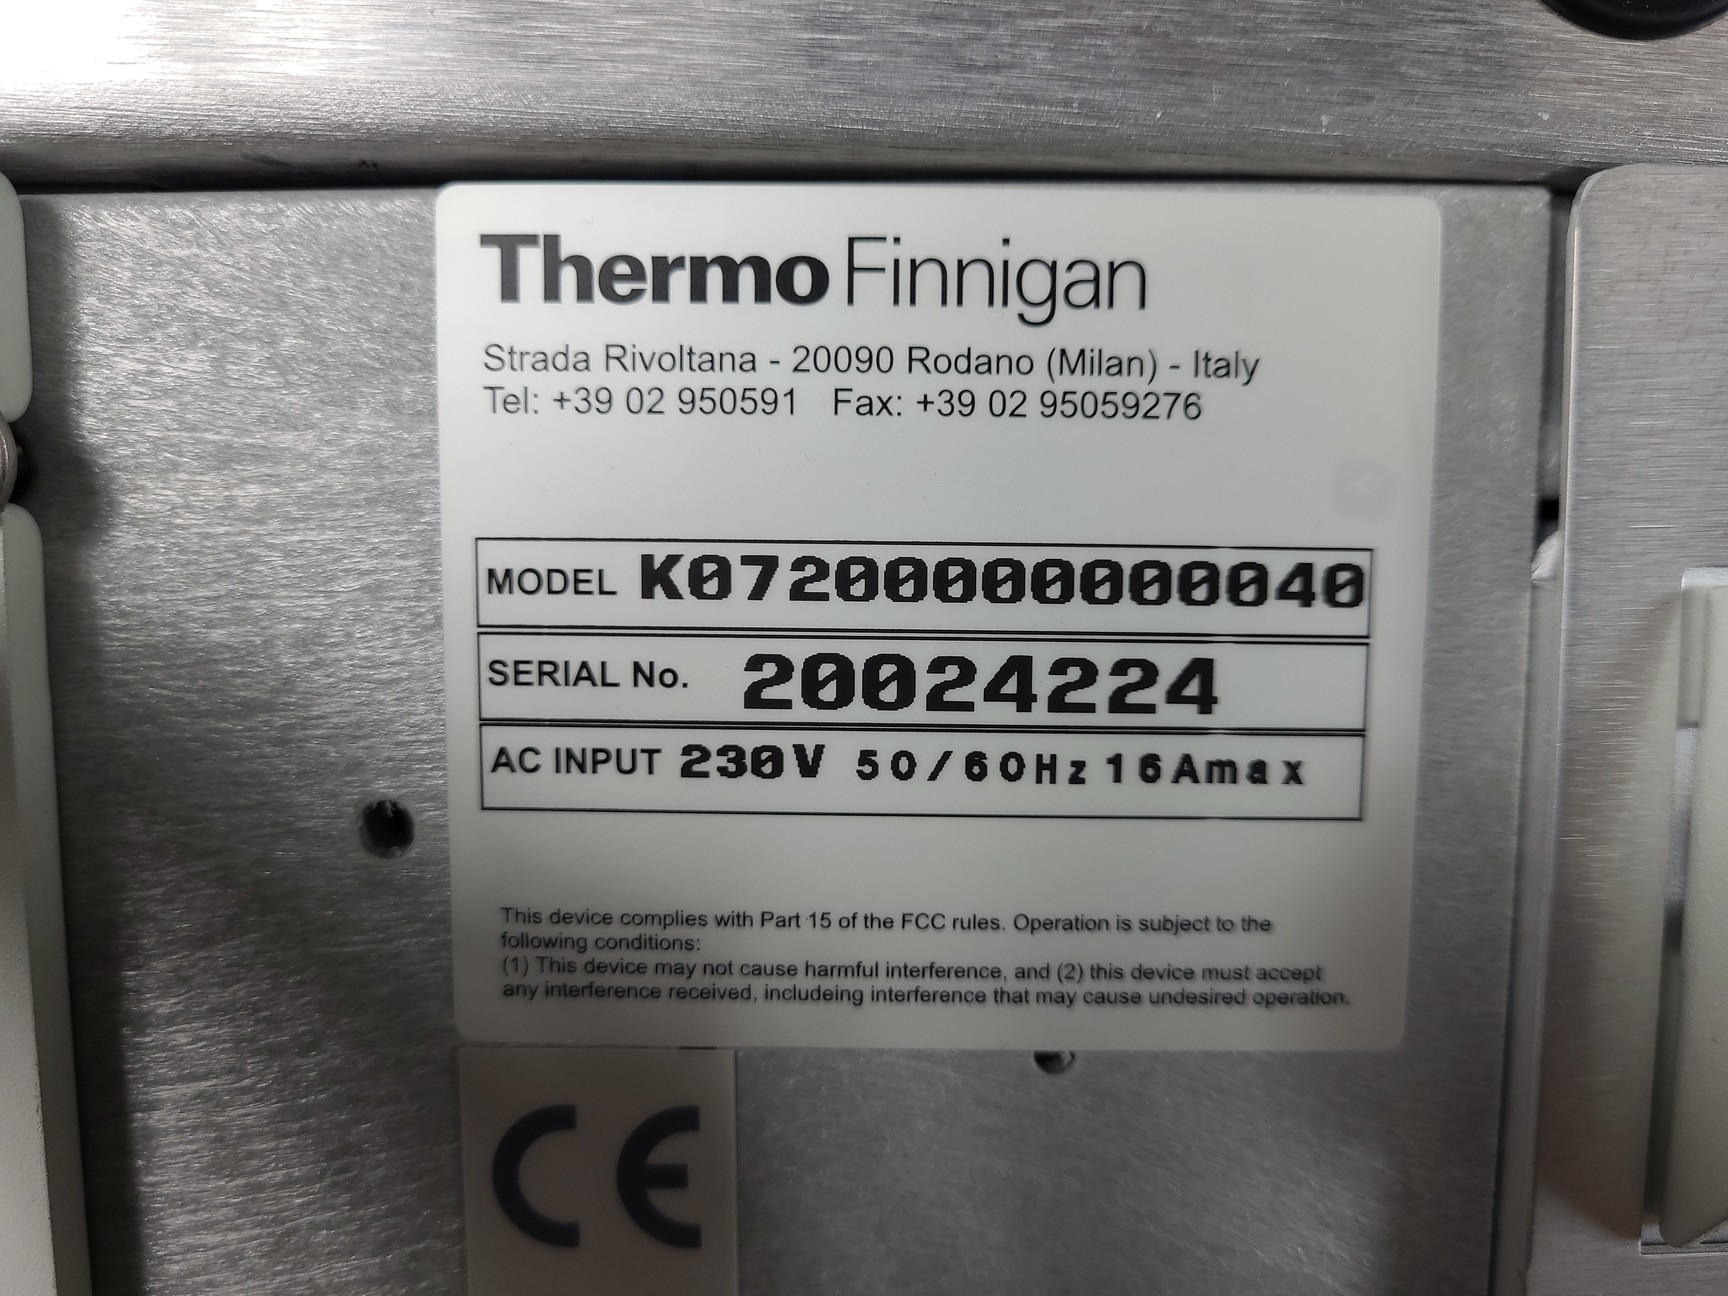 Thermo Finnigan
Strada Rivoltana - 20090 Rodano (Milan) - Italy
Tel: +39 02 950591 Fax: +39 02 95059276
MODEL K07200000000040
SERIAL No. 20024224
AC INPUT 230V 50/60Hz 16Amax
This device complies with Part 15 of the FCC rules. Operation is subject to the
following conditions:
(1) This device may not cause harmful interference, and (2) this device must accept
any interference received, includeing interference that may cause undesired operation.
CE